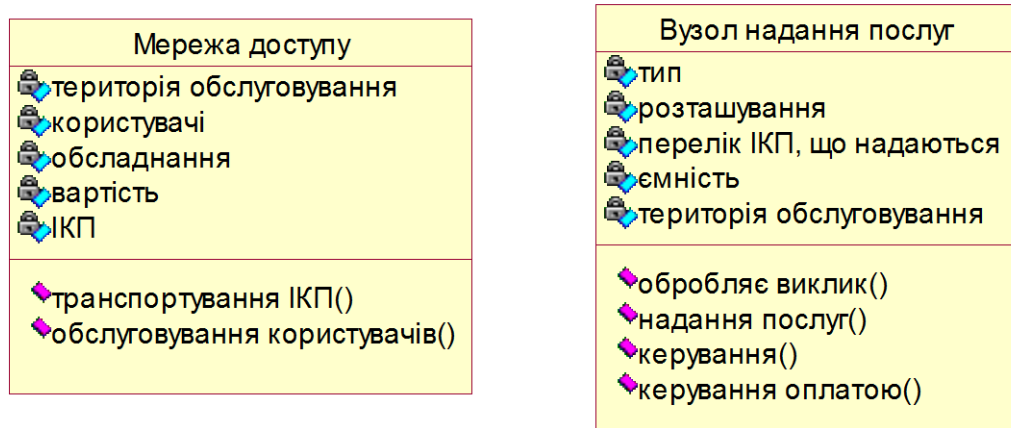 Мережа доступу
територія обслуговування
користувачі
обсладнання
вартість
ІКП
транспортування ІКП()
обслуговування користувачів()
Вузол надання послуг
тип
розташування
перелік ІКП, що надаються
ємність
територія обслуговування
обробляє виклик()
надання послуг()
керування()
керування оплатою()